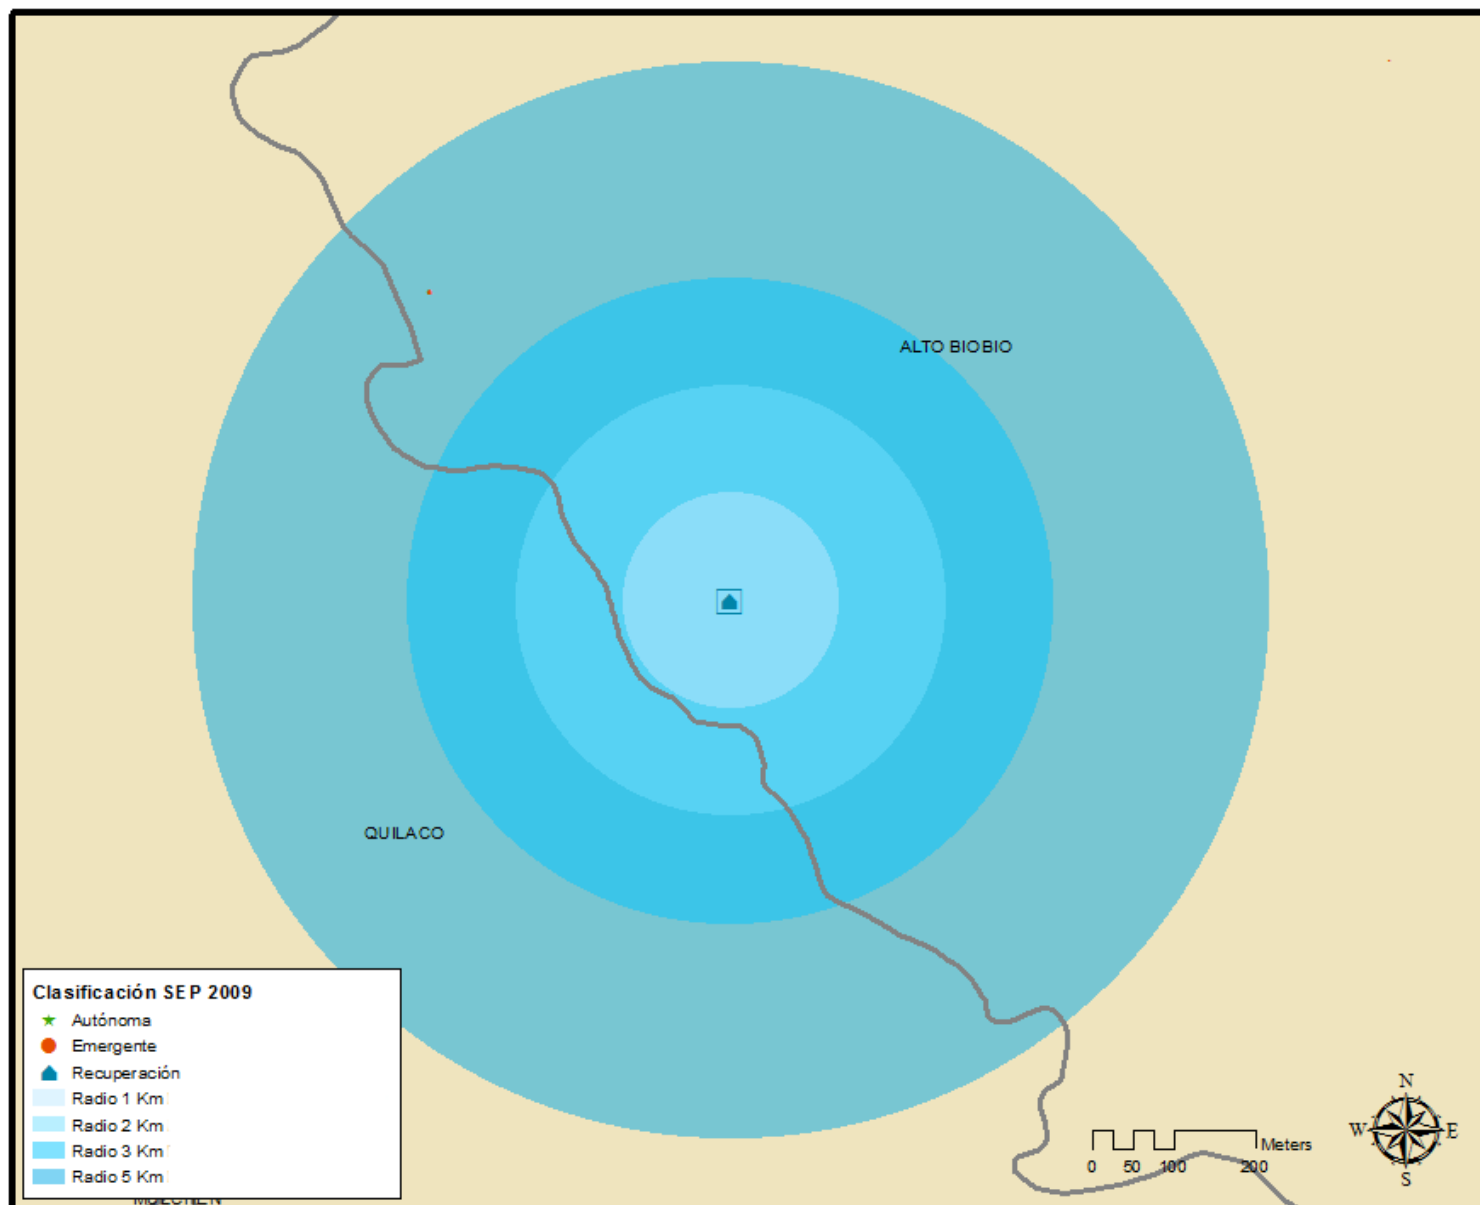 ALTO BIOBIO
QUILACO
Clasificación SEP 2009
Autónoma
Emergente
Recuperación
Radio 1 Km
Radio 2 Km
Radio 3 Km
Radio 5 Km
N
W E
S
Meters
0 50 100 200